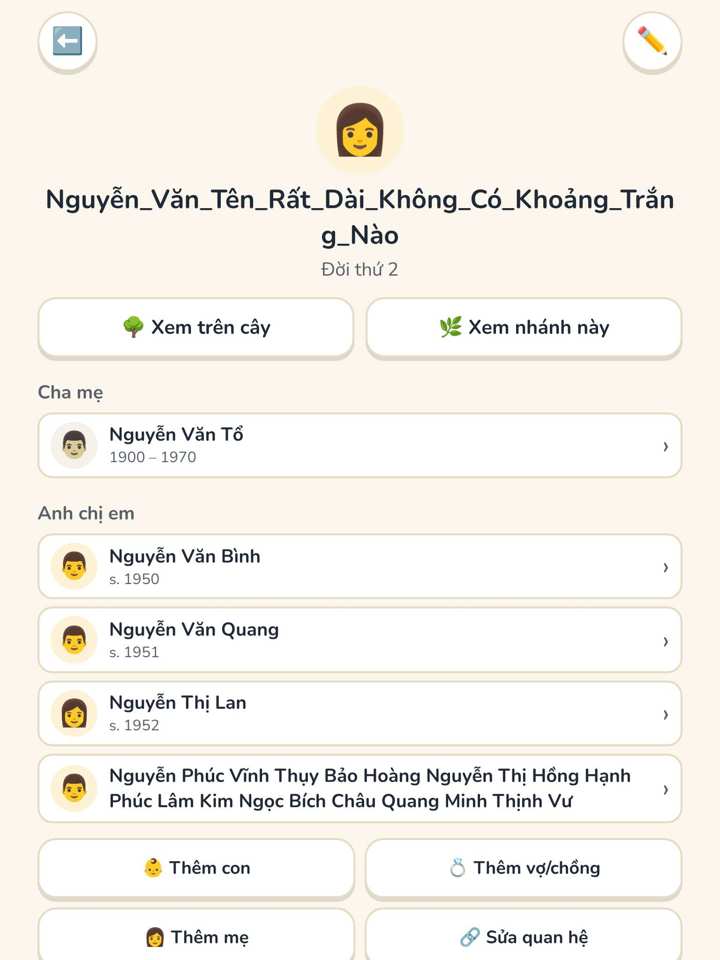 Nguyễn_Văn_Tên_Rất_Dài_Không_Có_Khoảng_Trắn
g_Nào
Đời thứ 2
🌳 Xem trên cây
🌿 Xem nhánh này
Cha mẹ
Nguyễn Văn Tổ
1900 – 1970
Anh chị em
Nguyễn Văn Bình
s. 1950
Nguyễn Văn Quang
s. 1951
Nguyễn Thị Lan
s. 1952
Nguyễn Phúc Vĩnh Thụy Bảo Hoàng Nguyễn Thị Hồng Hạnh
Phúc Lâm Kim Ngọc Bích Châu Quang Minh Thịnh Vư
👶 Thêm con
💍 Thêm vợ/chồng
👩 Thêm mẹ
🔗 Sửa quan hệ